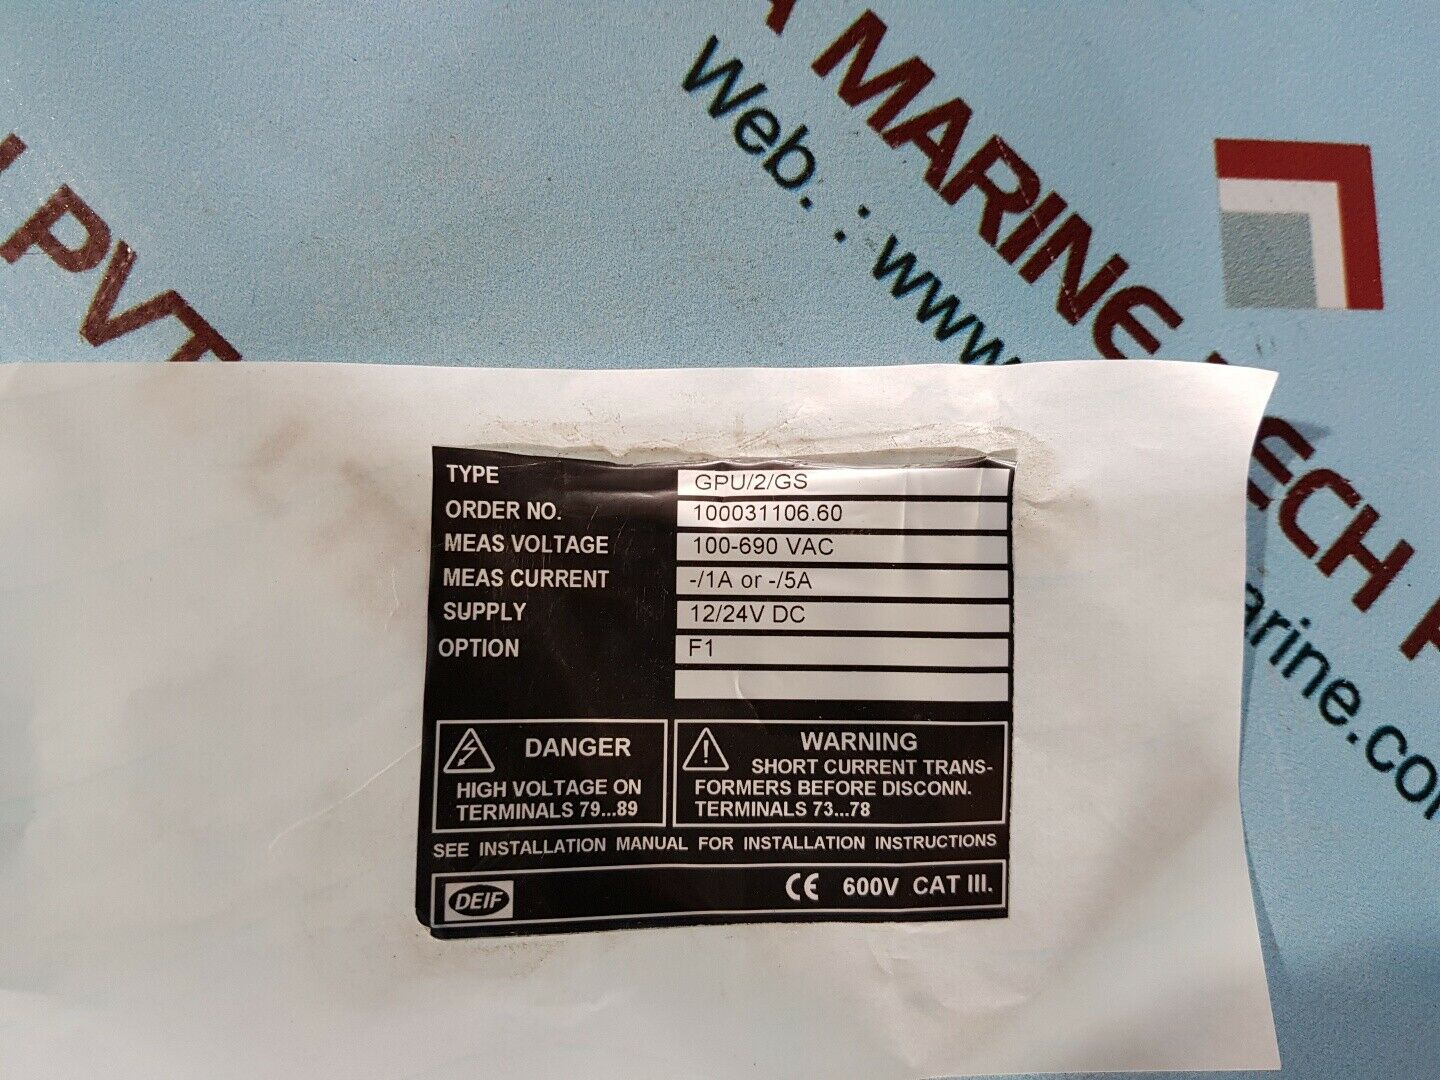 A MARINE TECH P
Web. : www.
arine.co
PVT
TYPE GPU/2/GS
ORDER NO. 100031106.60
MEAS VOLTAGE 100-690 VAC
MEAS CURRENT -/1A or -/5A
SUPPLY 12/24V DC
OPTION F1
DANGER
HIGH VOLTAGE ON
TERMINALS 79...89
WARNING
SHORT CURRENT TRANS-
FORMERS BEFORE DISCONN.
TERMINALS 73...78
SEE INSTALLATION MANUAL FOR INSTALLATION INSTRUCTIONS
DEIF CE 600V CAT III.